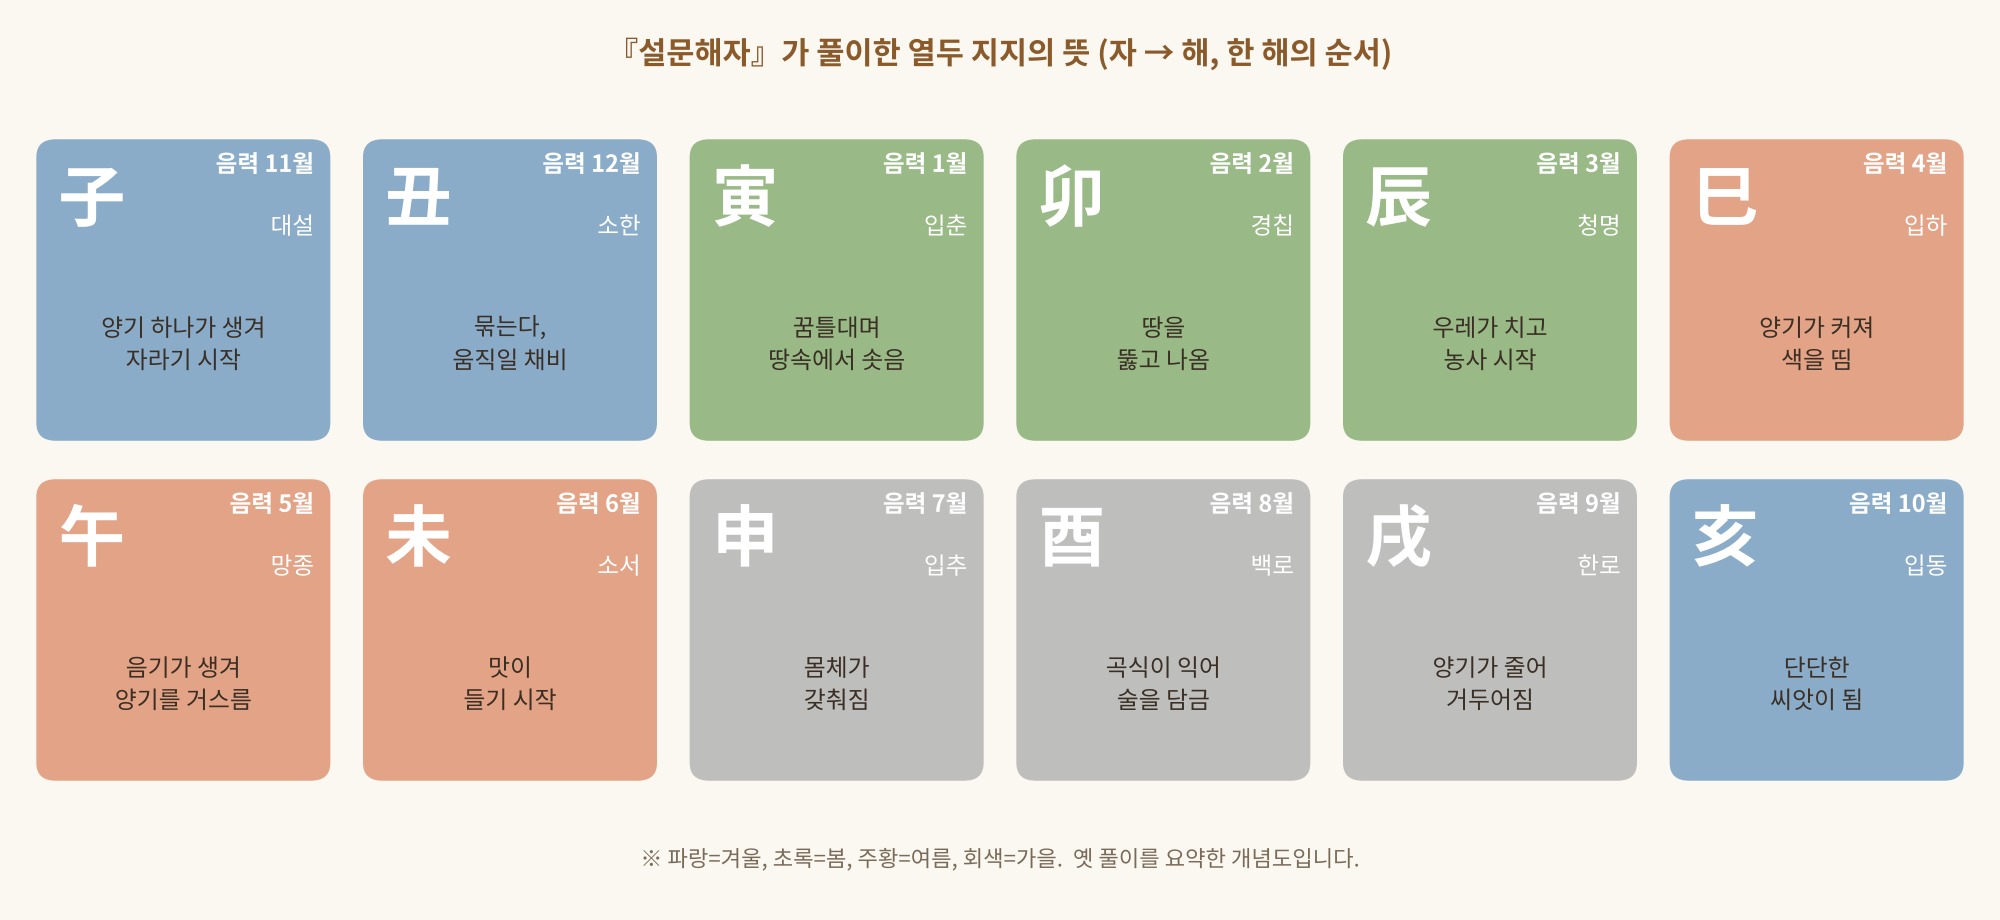 『설문해자』가 풀이한 열두 지지의 뜻 (자 → 해, 한 해의 순서)
子
음력 11월
대설
양기 하나가 생겨
자라기 시작
丑
음력 12월
소한
묶는다,
움직일 채비
寅
음력 1월
입춘
꿈틀대며
땅속에서 솟음
卯
음력 2월
경칩
땅을
뚫고 나옴
辰
음력 3월
청명
우레가 치고
농사 시작
巳
음력 4월
입하
양기가 커져
색을 띰
午
음력 5월
망종
음기가 생겨
양기를 거스름
未
음력 6월
소서
맛이
들기 시작
申
음력 7월
입추
몸체가
갖춰짐
酉
음력 8월
백로
곡식이 익어
술을 담금
戌
음력 9월
한로
양기가 줄어
거두어짐
亥
음력 10월
입동
단단한
씨앗이 됨
※ 파랑=겨울, 초록=봄, 주황=여름, 회색=가을. 옛 풀이를 요약한 개념도입니다.